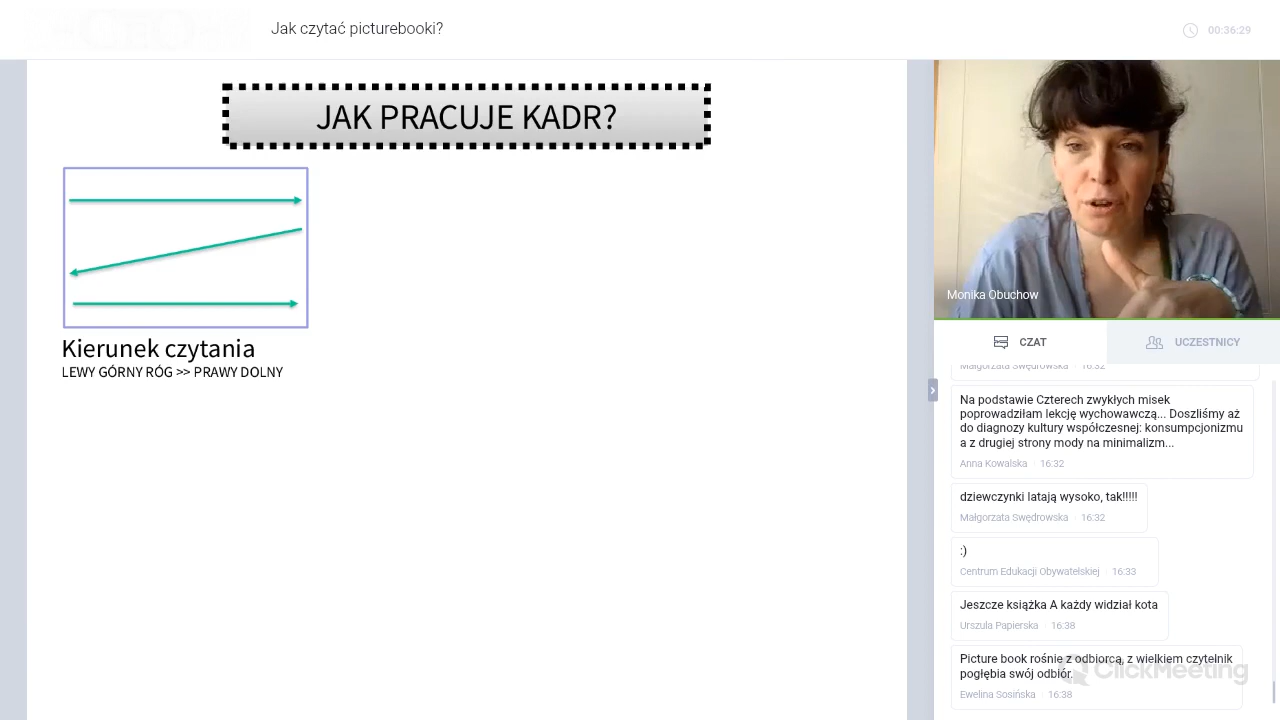 Jak czytać picturebooki?
00:36:29
JAK PRACUJE KADR?
Kierunek czytania
LEWY GÓRNY RÓG >> PRAWY DOLNY
Monika Obuchow
CZAT
UCZESTNICY
Małgorzata Swędrowska · 16:32
Na podstawie Czterech zwykłych misek
poprowadziłam lekcję wychowawczą... Doszliśmy aż
do diagnozy kultury współczesnej: konsumpcjonizmu
a z drugiej strony mody na minimalizm...
Anna Kowalska · 16:32
dziewczynki latają wysoko, tak!!!!!
Małgorzata Swędrowska · 16:32
:)
Centrum Edukacji Obywatelskiej · 16:33
Jeszcze książka A każdy widział kota
Urszula Papierska · 16:38
Picture book rośnie z odbiorcą, z wielkiem czytelnik
pogłębia swój odbiór.
Ewelina Sosińska · 16:38
ClickMeeting